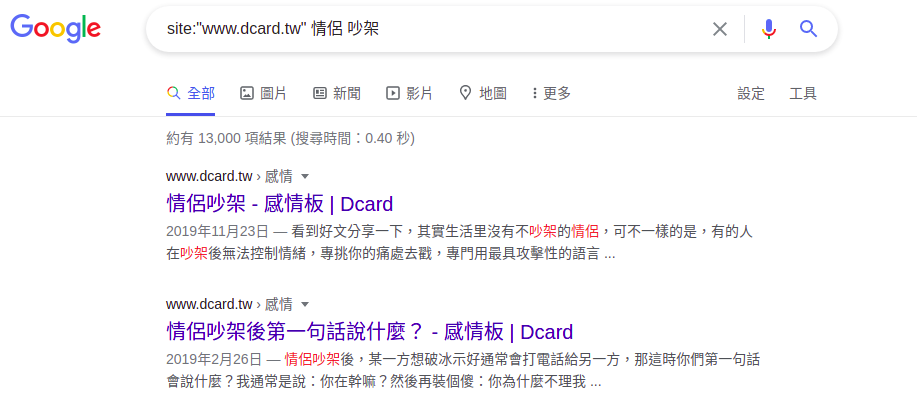 Google
site:"www.dcard.tw" 情侶 吵架
全部 圖片 新聞 影片 地圖 更多 設定 工具
約有 13,000 項結果 (搜尋時間：0.40 秒)
www.dcard.tw › 感情
情侶吵架 - 感情板 | Dcard
2019年11月23日 — 看到好文分享一下，其實生活里沒有不吵架的情侶，可不一樣的是，有的人
在吵架後無法控制情緒，專挑你的痛處去戳，專門用最具攻擊性的語言 ...
www.dcard.tw › 感情
情侶吵架後第一句話說什麼？ - 感情板 | Dcard
2019年2月26日 — 情侶吵架後，某一方想破冰示好通常會打電話給另一方，那這時你們第一句話
會說什麼？我通常是說：你在幹嘛？然後再裝個傻：你為什麼不理我 ...